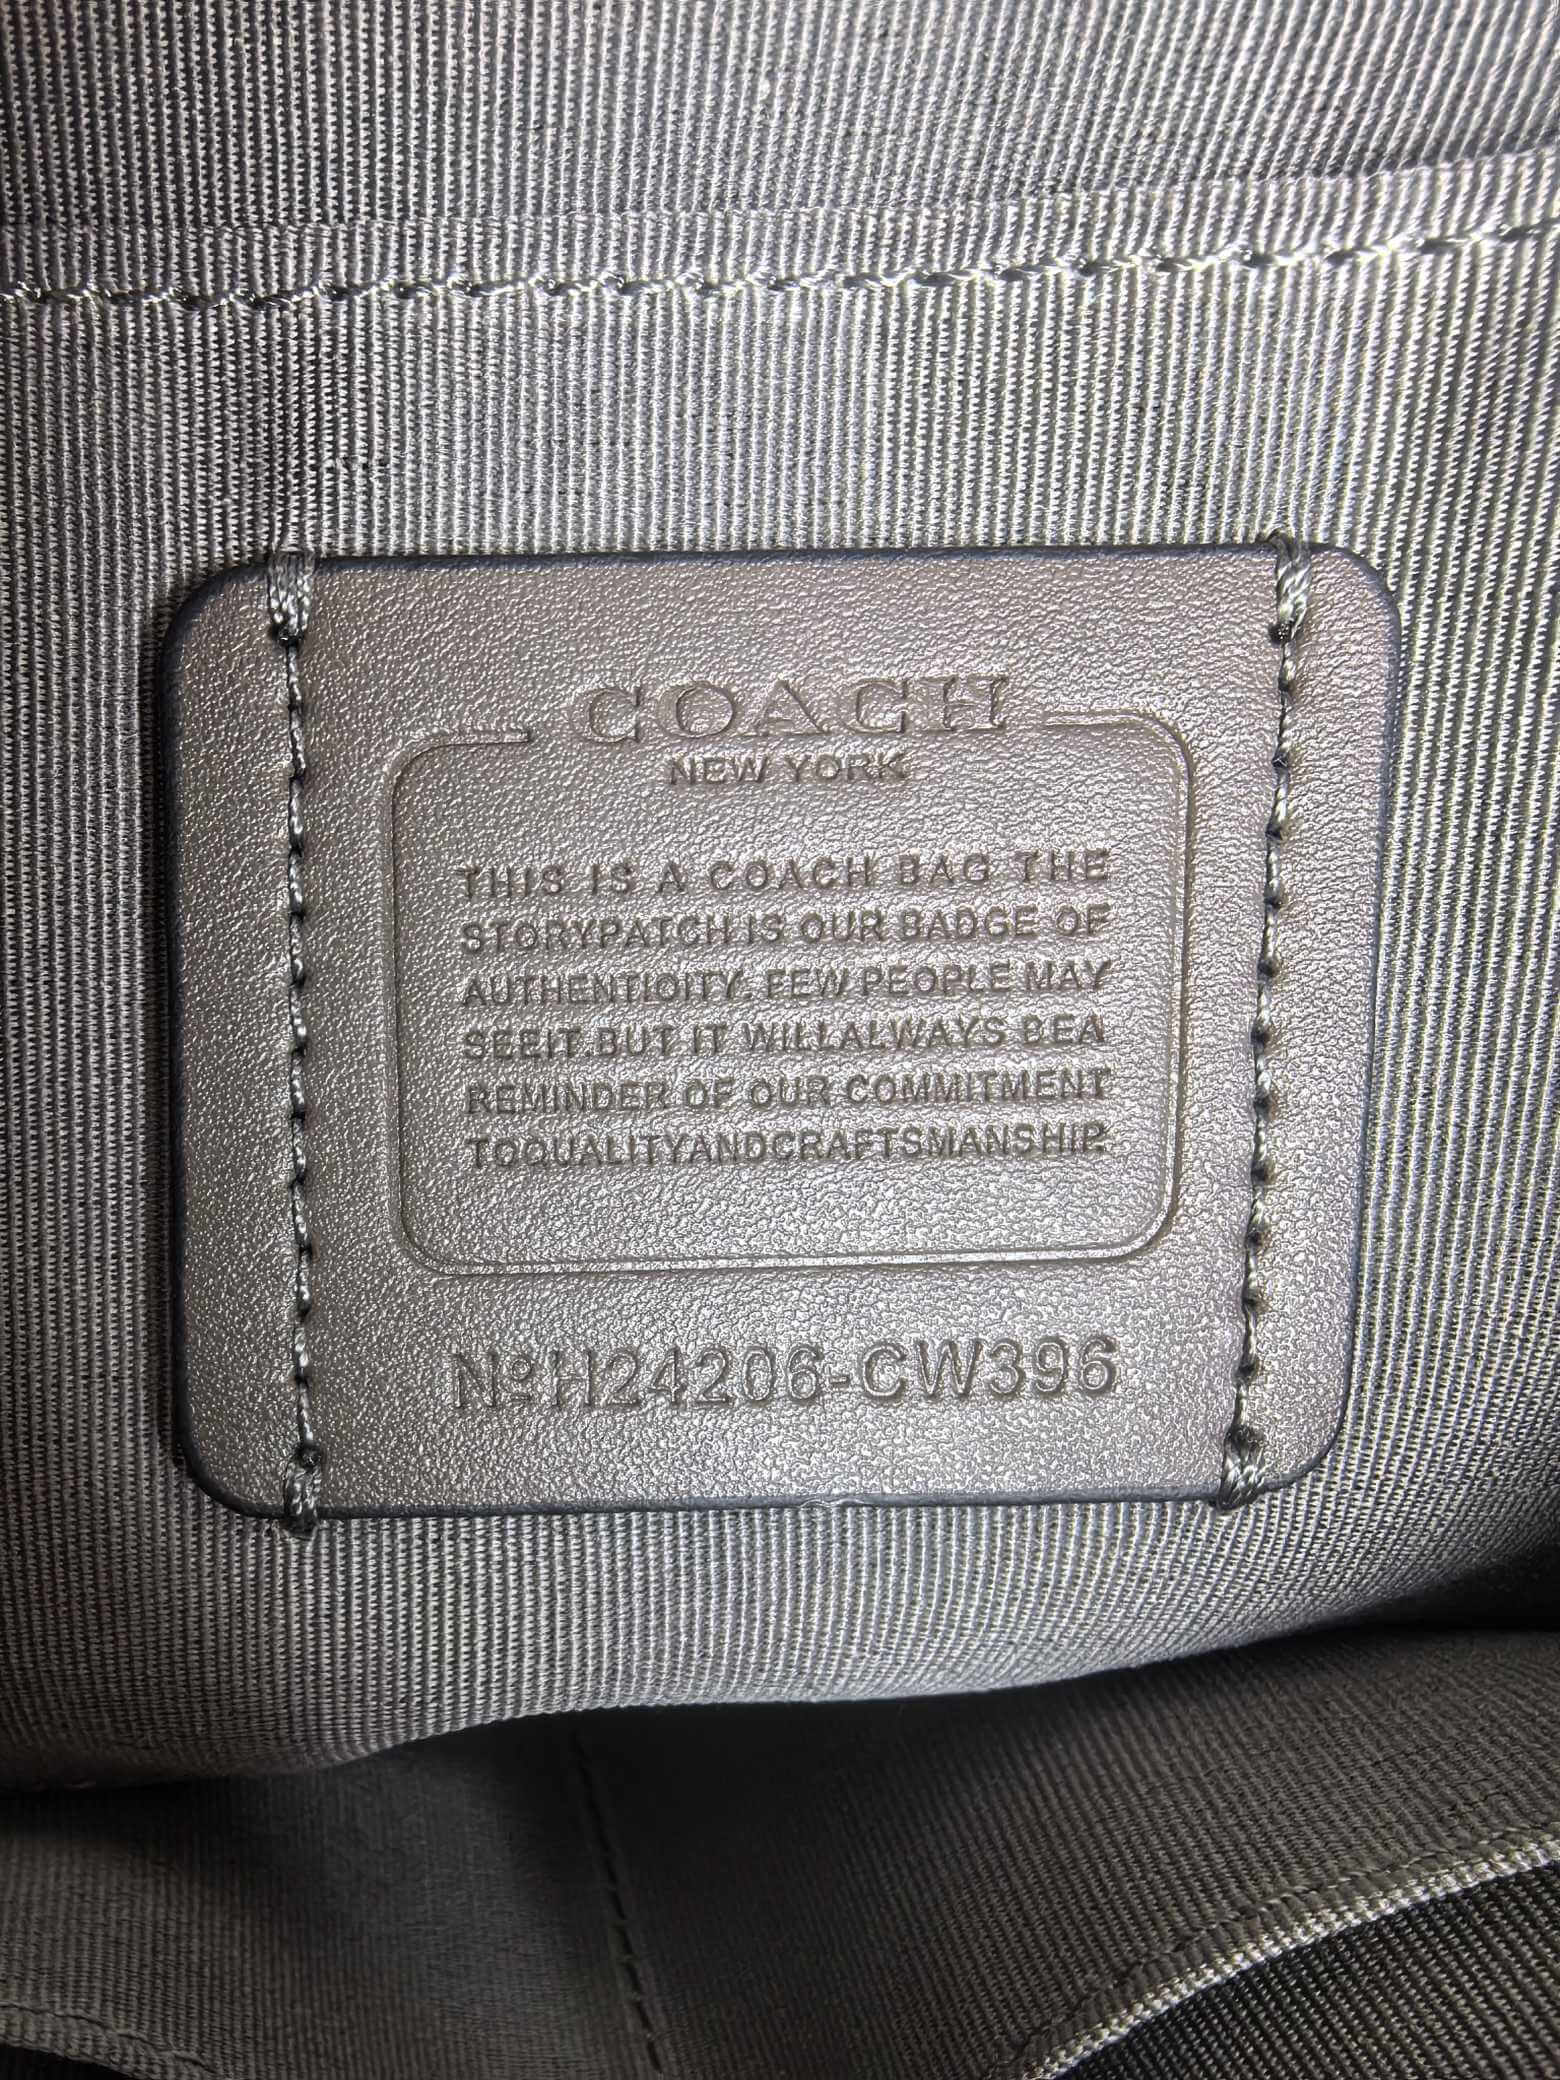 COACH
NEW YORK
THIS IS A COACH BAG THE
STORYPATCH IS OUR BADGE OF
AUTHENTIOITY. FEW PEOPLE MAY
SEEIT.BUT IT WILLALWAYS BEA
REMINDER OF OUR COMMITMENT
TOQUALITYANDCRAFTSMANSHIP.
NºH24206-CW396